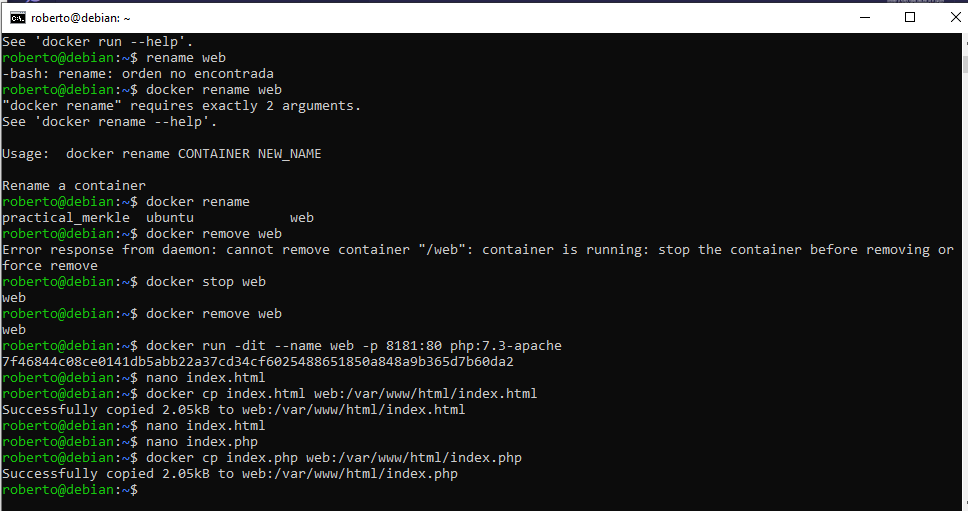 roberto@debian: ~
See 'docker run --help'.
roberto@debian:~$ rename web
-bash: rename: orden no encontrada
roberto@debian:~$ docker rename web
"docker rename" requires exactly 2 arguments.
See 'docker rename --help'.
Usage:  docker rename CONTAINER NEW_NAME
Rename a container
roberto@debian:~$ docker rename
practical_merkle  ubuntu            web
roberto@debian:~$ docker remove web
Error response from daemon: cannot remove container "/web": container is running: stop the container before removing or
force remove
roberto@debian:~$ docker stop web
web
roberto@debian:~$ docker remove web
web
roberto@debian:~$ docker run -dit --name web -p 8181:80 php:7.3-apache
7f46844c08ce0141db5abb22a37cd34cf6025488651850a848a9b365d7b60da2
roberto@debian:~$ nano index.html
roberto@debian:~$ docker cp index.html web:/var/www/html/index.html
Successfully copied 2.05kB to web:/var/www/html/index.html
roberto@debian:~$ nano index.html
roberto@debian:~$ nano index.php
roberto@debian:~$ docker cp index.php web:/var/www/html/index.php
Successfully copied 2.05kB to web:/var/www/html/index.php
roberto@debian:~$